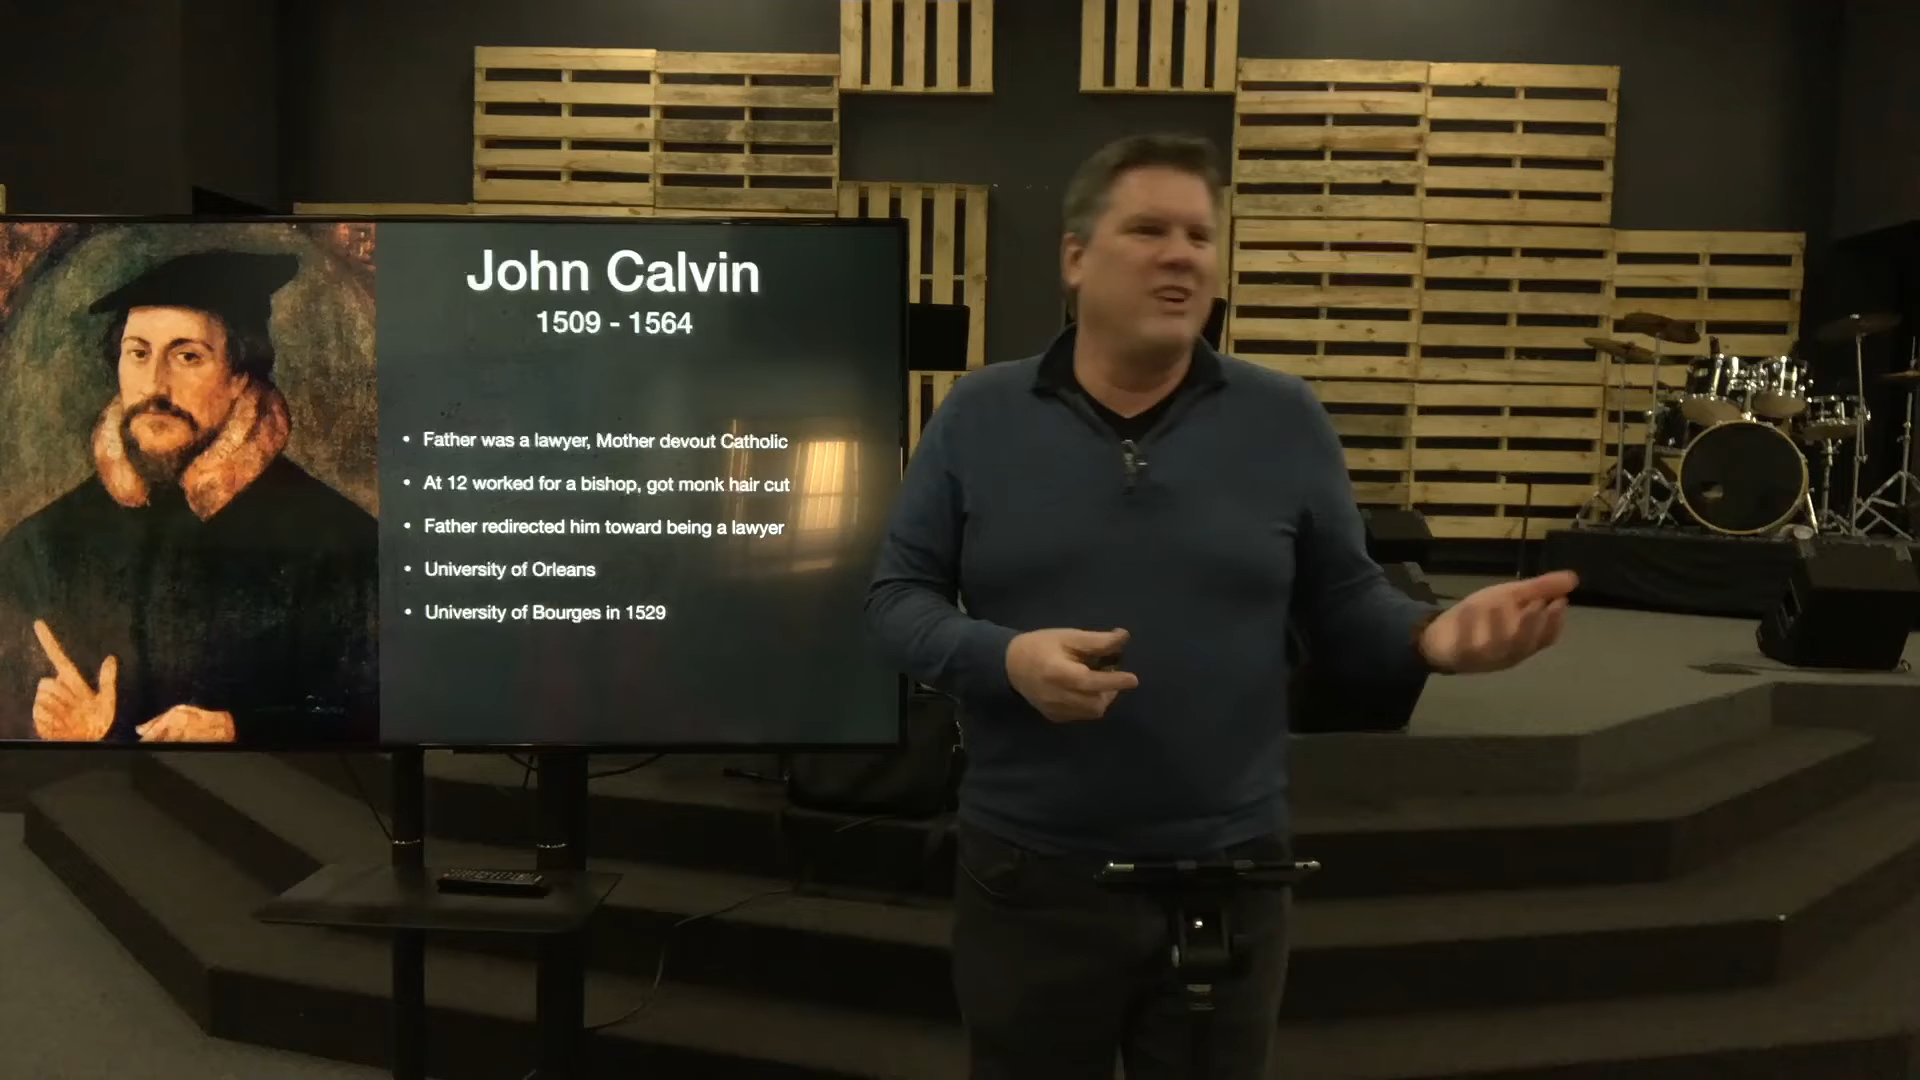 John Calvin
1509 - 1564
• Father was a lawyer, Mother devout Catholic
• At 12 worked for a bishop, got monk hair cut
• Father redirected him toward being a lawyer
• University of Orleans
• University of Bourges in 1529